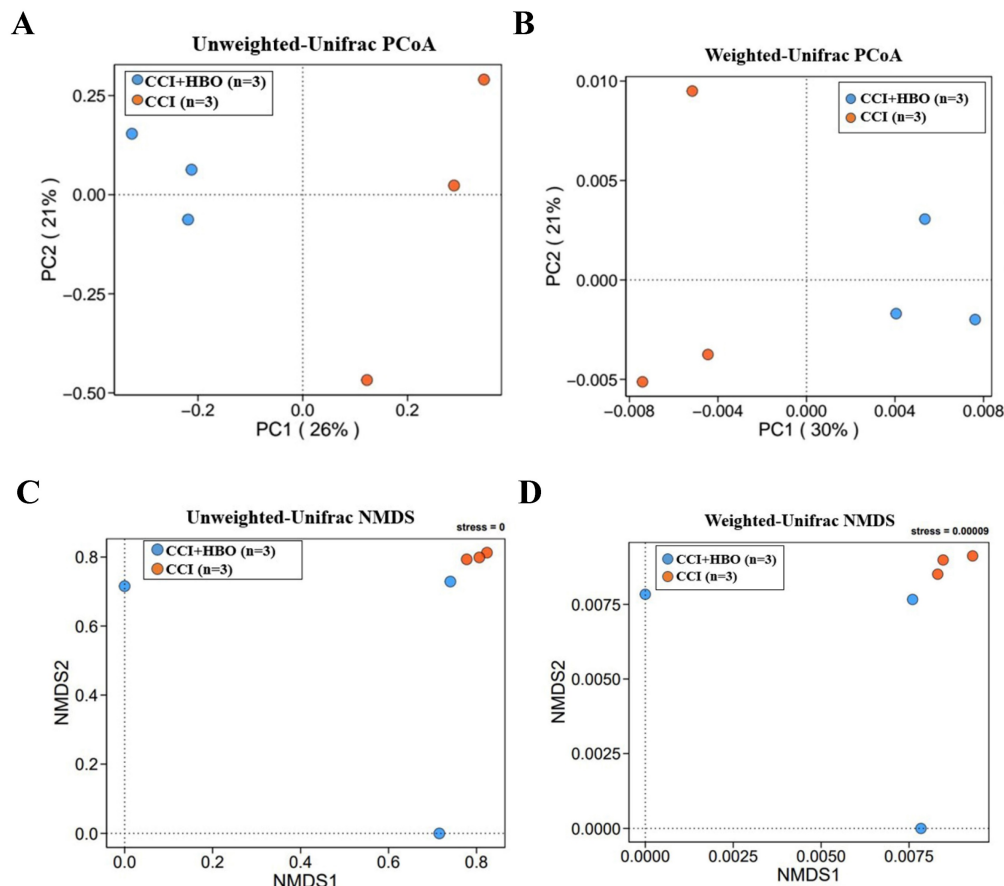 A
Unweighted-Unifrac PCoA
CCI+HBO (n=3)
CCI (n=3)
0.25
0.00
−0.25
−0.50
PC2 ( 21% )
−0.2
0.0
0.2
PC1 ( 26% )
B
Weighted-Unifrac PCoA
CCI+HBO (n=3)
CCI (n=3)
0.010
0.005
0.000
−0.005
PC2 ( 21% )
−0.008
−0.004
0.000
0.004
0.008
PC1 ( 30% )
C
Unweighted-Unifrac NMDS
stress = 0
CCI+HBO (n=3)
CCI (n=3)
0.8
0.6
0.4
0.2
0.0
NMDS2
0.0
0.2
0.4
0.6
0.8
NMDS1
D
Weighted-Unifrac NMDS
stress = 0.00009
CCI+HBO (n=3)
CCI (n=3)
0.0075
0.0050
0.0025
0.0000
NMDS2
0.0000
0.0025
0.0050
0.0075
NMDS1